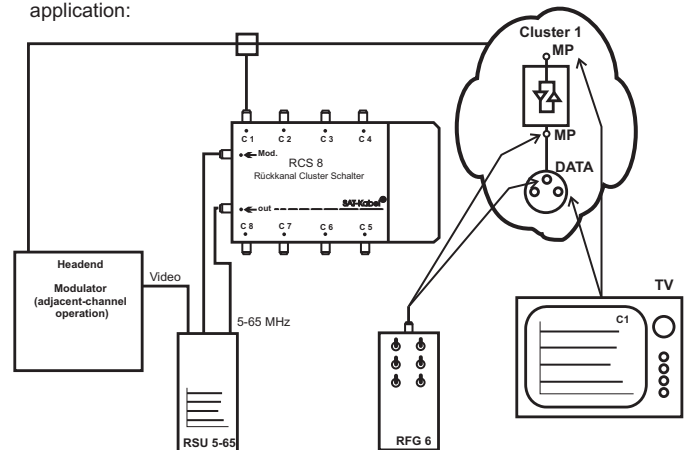 application:
Cluster 1
MP
MP
DATA
C 1
C 2
C 3
C 4
Mod.
RCS 8
Rückkanal Cluster Schalter
SAT-Kabel®
out
C 8
C 7
C 6
C 5
Headend
Modulator
(adjacent-channel
operation)
Video
5-65 MHz
RSU 5-65
RFG 6
TV
C1